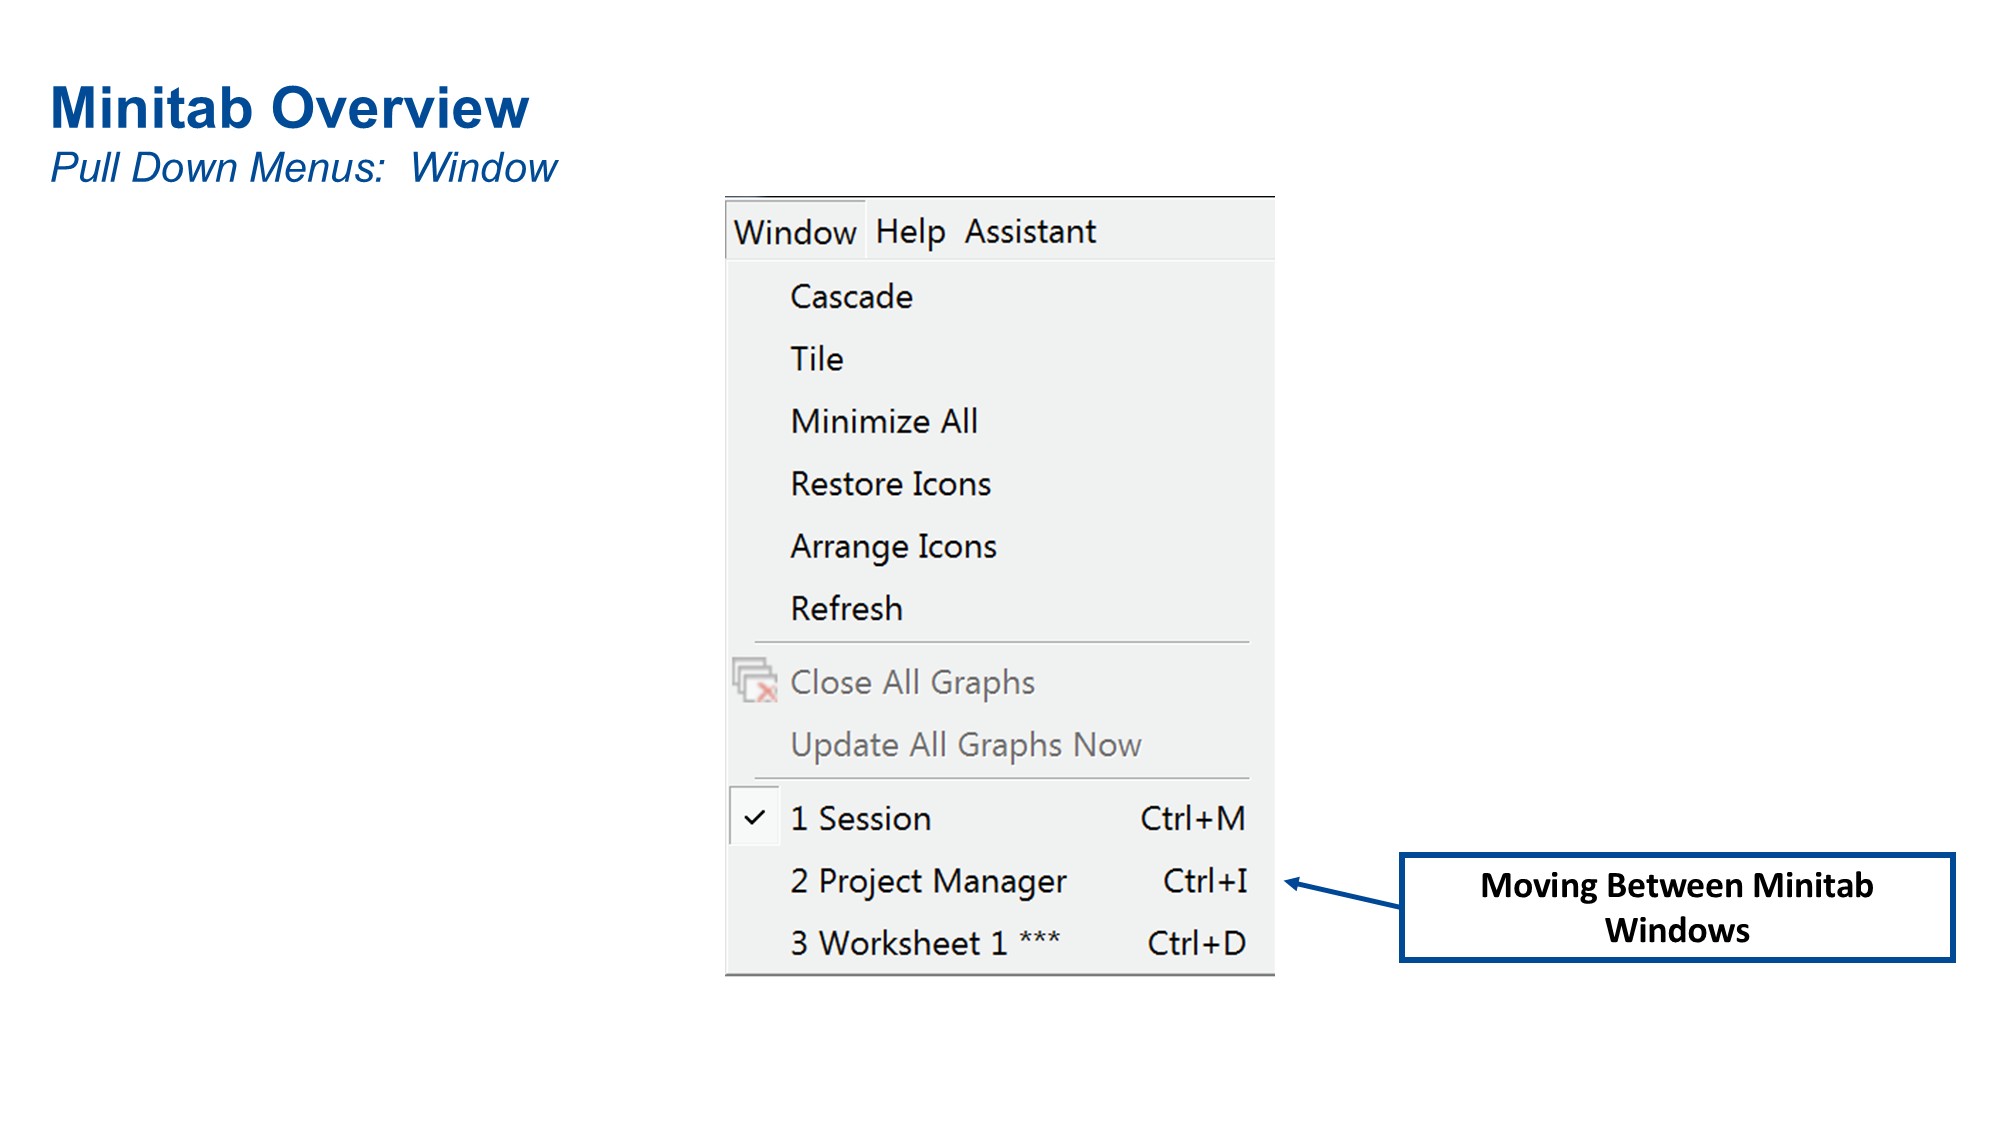 Minitab Overview
Pull Down Menus:  Window
Window Help Assistant
Cascade
Tile
Minimize All
Restore Icons
Arrange Icons
Refresh
Close All Graphs
Update All Graphs Now
1 Session Ctrl+M
2 Project Manager Ctrl+I
3 Worksheet 1 *** Ctrl+D
Moving Between Minitab
Windows